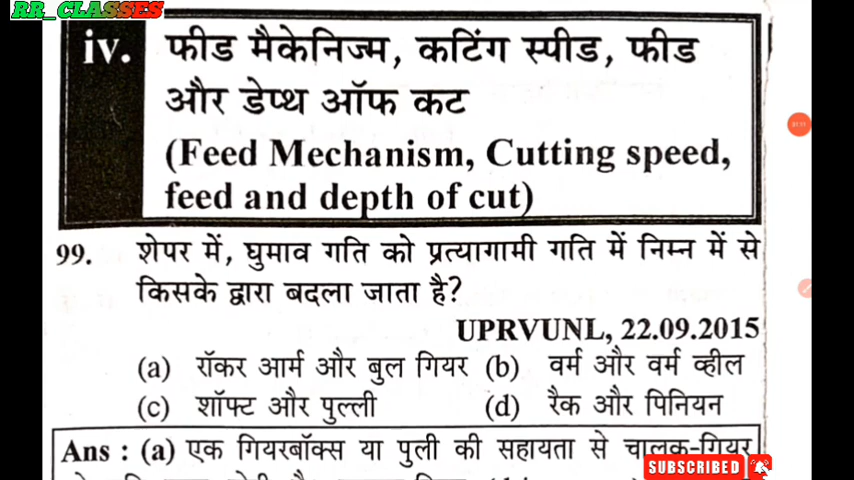 RR_CLASSES
iv. फीड मैकेनिज्म, कटिंग स्पीड, फीड
और डेप्थ ऑफ कट
(Feed Mechanism, Cutting speed,
feed and depth of cut)
99. शेपर में, घुमाव गति को प्रत्यागामी गति में निम्न में से
किसके द्वारा बदला जाता है?
UPRVUNL, 22.09.2015
(a) रॉकर आर्म और बुल गियर (b) वर्म और वर्म व्हील
(c) शॉफ्ट और पुल्ली (d) रैक और पिनियन
Ans : (a) एक गियरबॉक्स या पुली की सहायता से चालक-गियर
SUBSCRIBED